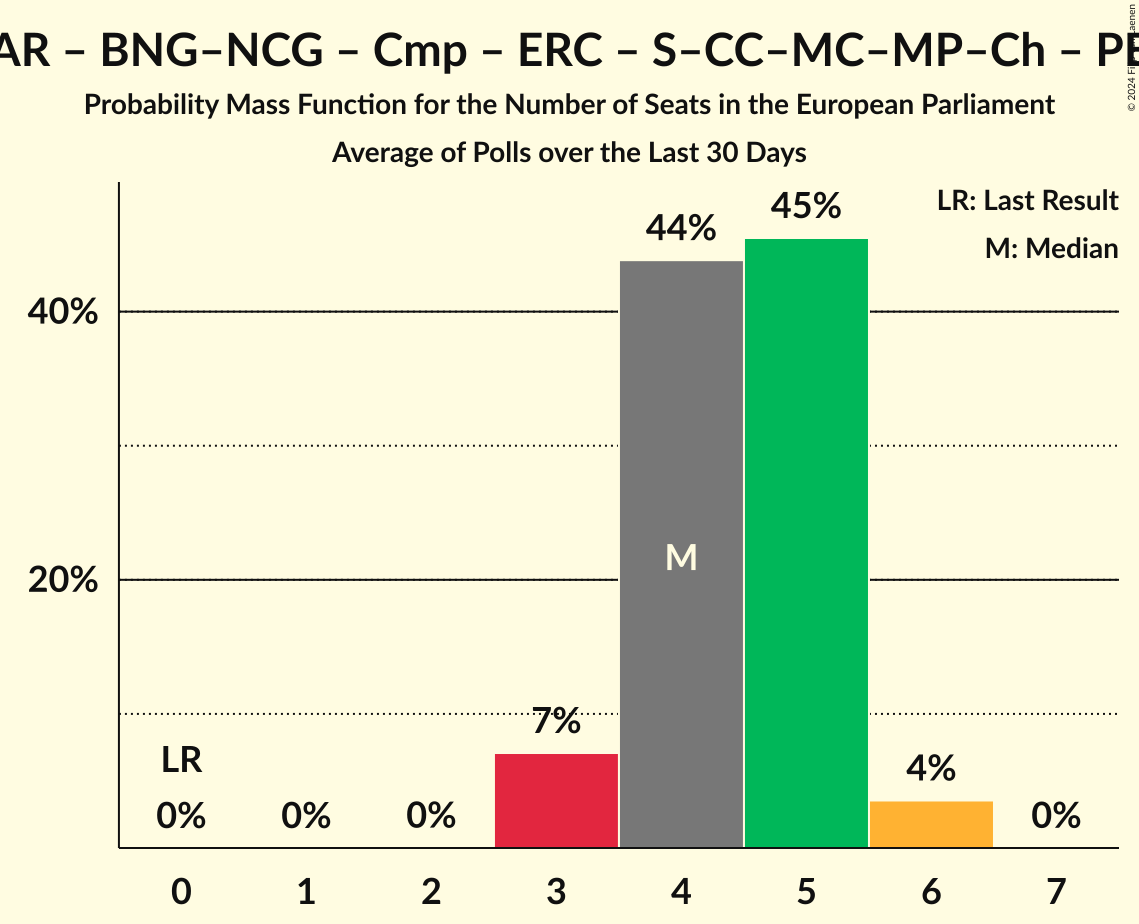 AR – BNG–NCG – Cmp – ERC – S–CC–MC–MP–Ch –
Probability Mass Function for the Number of Seats in the European Parliament
Average of Polls over the Last 30 Days
© 2024
LR: Last Result
M: Median
45%
44%
40%
M
20%
7%
LR
4%
0% 0% 0% 0%
0 1 2 3 4 5 6 7